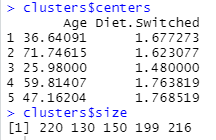 > clusters$centers
       Age Diet.Switched
1 36.64091      1.677273
2 71.74615      1.623077
3 25.98000      1.480000
4 59.81407      1.763819
5 47.16204      1.768519
> clusters$size
[1] 220 130 150 199 216